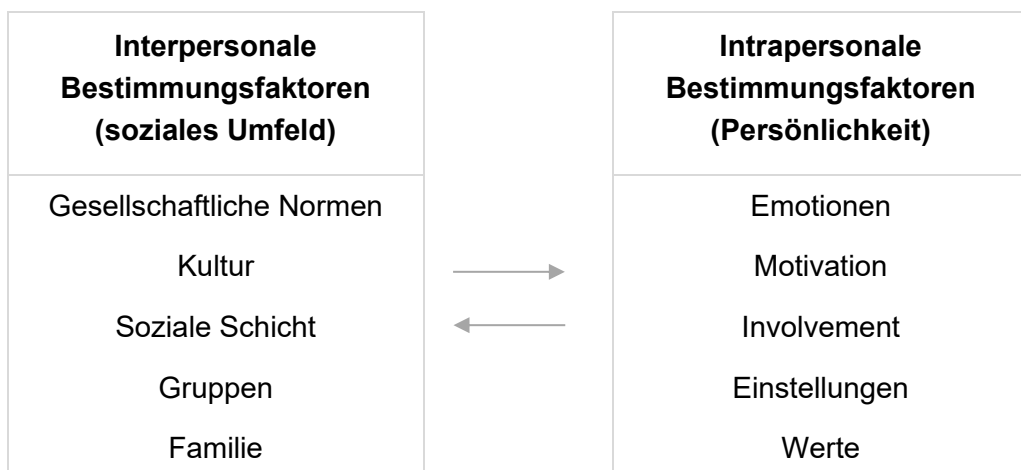 Interpersonale
Bestimmungsfaktoren
(soziales Umfeld)
Gesellschaftliche Normen
Kultur
Soziale Schicht
Gruppen
Familie
Intrapersonale
Bestimmungsfaktoren
(Persönlichkeit)
Emotionen
Motivation
Involvement
Einstellungen
Werte